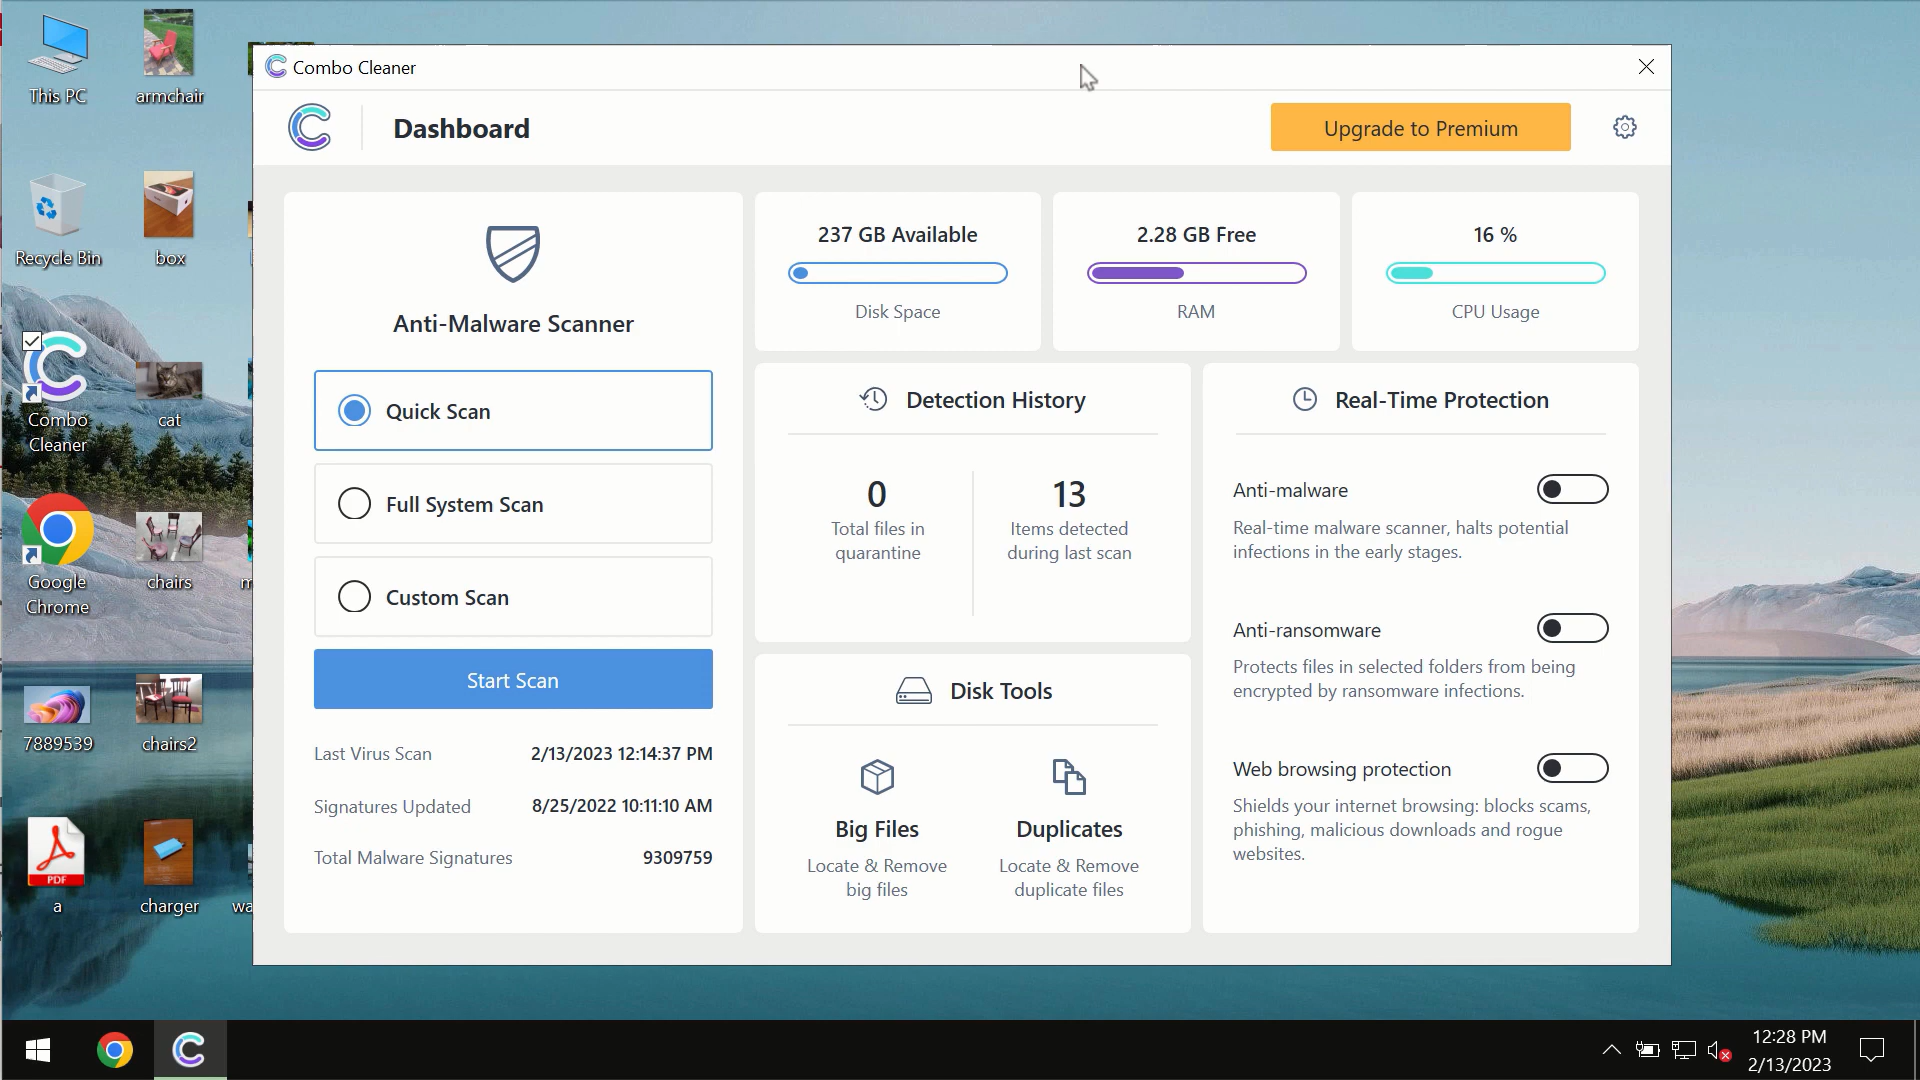 This PC
armchair
Recycle Bin
box
Combo
Cleaner
cat
Google
Chrome
chairs
7889539
chairs2
PDF
a
charger
wa
Combo Cleaner
Dashboard
Upgrade to Premium
Anti-Malware Scanner
Quick Scan
Full System Scan
Custom Scan
Start Scan
Last Virus Scan 2/13/2023 12:14:37 PM
Signatures Updated 8/25/2022 10:11:10 AM
Total Malware Signatures 9309759
237 GB Available
Disk Space
2.28 GB Free
RAM
16 %
CPU Usage
Detection History
0
Total files in
quarantine
13
Items detected
during last scan
Disk Tools
Big Files
Locate & Remove
big files
Duplicates
Locate & Remove
duplicate files
Real-Time Protection
Anti-malware
Real-time malware scanner, halts potential
infections in the early stages.
Anti-ransomware
Protects files in selected folders from being
encrypted by ransomware infections.
Web browsing protection
Shields your internet browsing: blocks scams,
phishing, malicious downloads and rogue
websites.
12:28 PM
2/13/2023